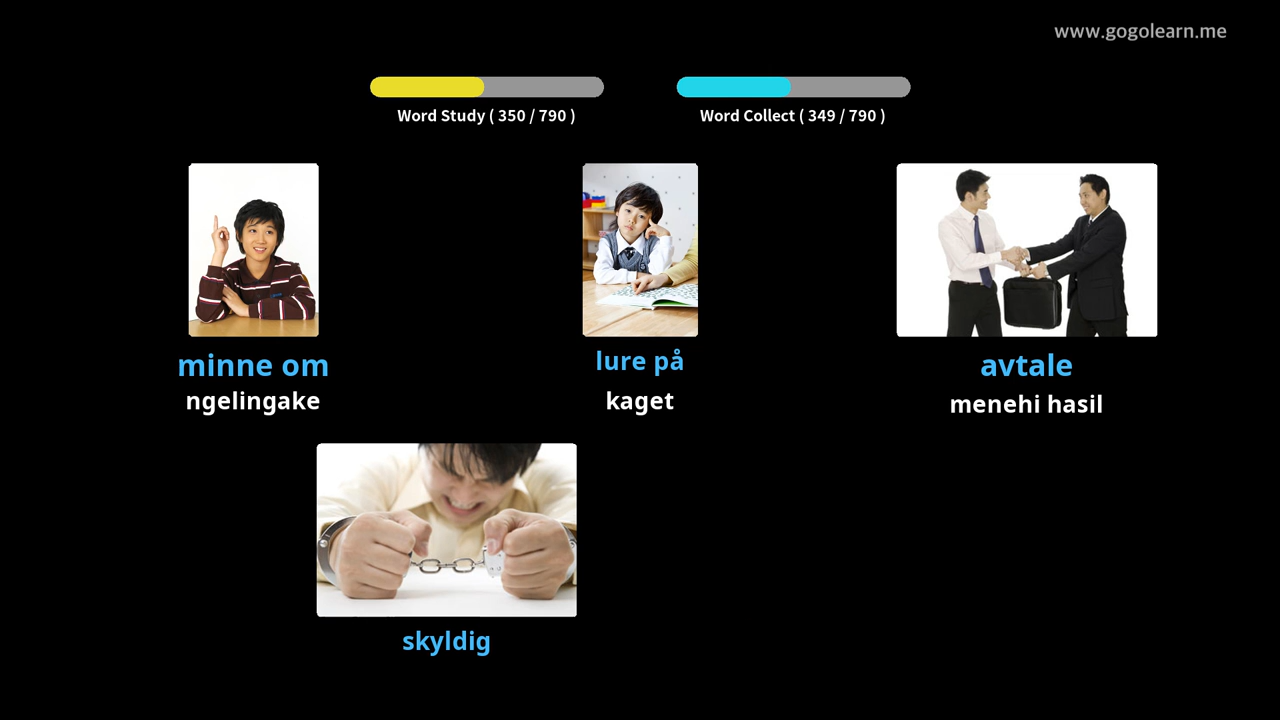 www.gogolearn.me
Word Study ( 350 / 790 )
Word Collect ( 349 / 790 )
minne om
ngelingake
lure på
kaget
avtale
menehi hasil
skyldig